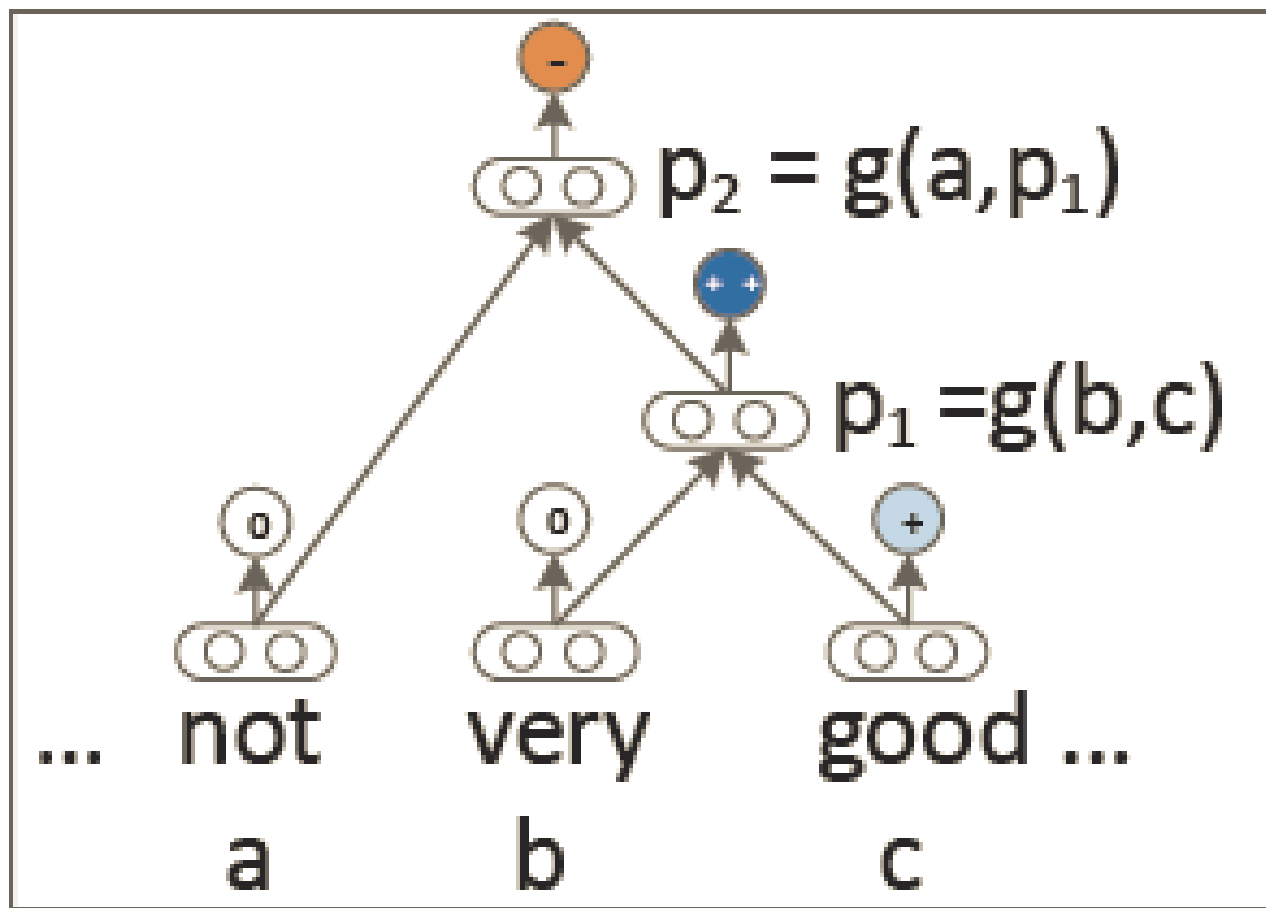 -
p₂ = g(a,p₁)
+ +
p₁ =g(b,c)
0 0 +
... not very good ...
a b c